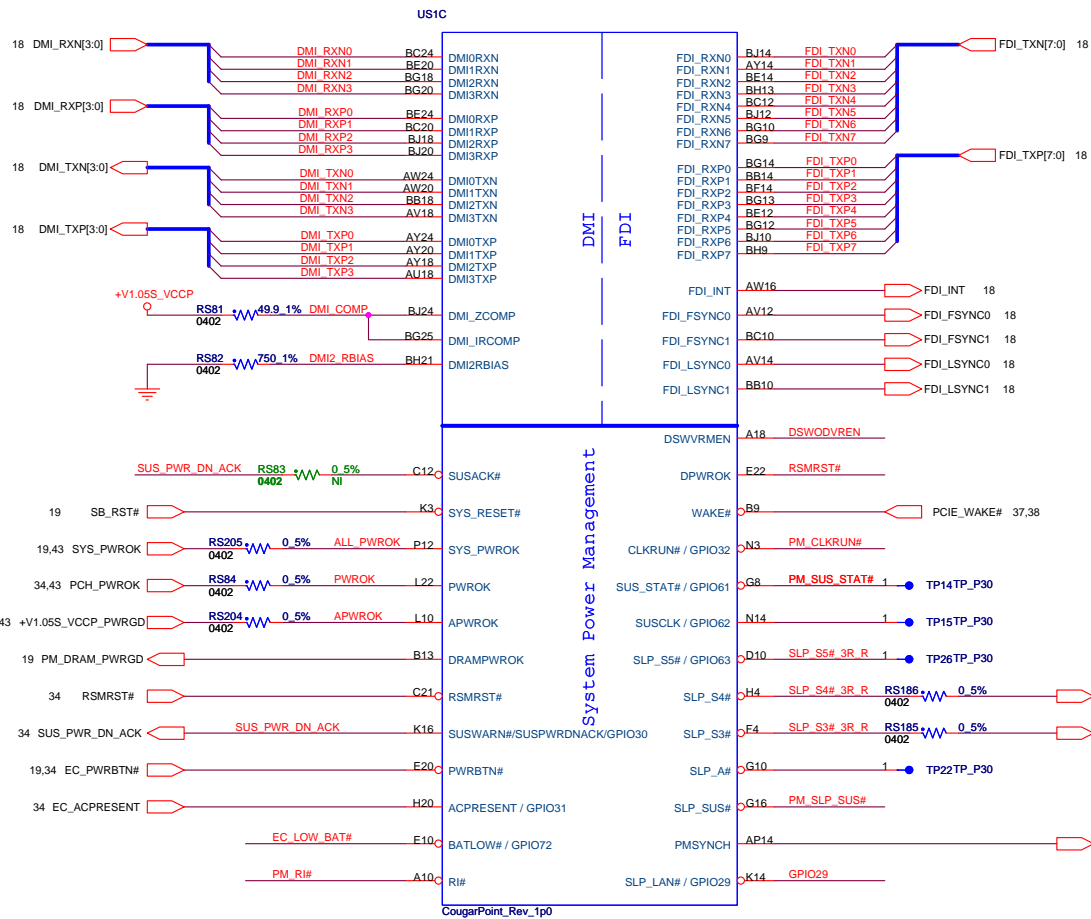 US1C
18 DMI_RXN[3:0] DMI_RXN0 BC24 DMI0RXN FDI_RXN0 BJ14 FDI_TXN0 FDI_TXN[7:0] 18
DMI_RXN1 BE20 DMI1RXN FDI_RXN1 AY14 FDI_TXN1
DMI_RXN2 BG18 DMI2RXN FDI_RXN2 BE14 FDI_TXN2
DMI_RXN3 BG20 DMI3RXN FDI_RXN3 BH13 FDI_TXN3
FDI_RXN4 BC12 FDI_TXN4
18 DMI_RXP[3:0] DMI_RXP0 BE24 DMI0RXP FDI_RXN5 BJ12 FDI_TXN5
DMI_RXP1 BC20 DMI1RXP FDI_RXN6 BG10 FDI_TXN6
DMI_RXP2 BJ18 DMI2RXP FDI_RXN7 BG9 FDI_TXN7
DMI_RXP3 BJ20 DMI3RXP
FDI_RXP0 BG14 FDI_TXP0 FDI_TXP[7:0] 18
18 DMI_TXN[3:0] DMI_TXN0 AW24 DMI0TXN FDI_RXP1 BB14 FDI_TXP1
DMI_TXN1 AW20 DMI1TXN FDI_RXP2 BF14 FDI_TXP2
DMI_TXN2 BB18 DMI2TXN FDI_RXP3 BG13 FDI_TXP3
DMI_TXN3 AV18 DMI3TXN FDI_RXP4 BE12 FDI_TXP4
FDI_RXP5 BG12 FDI_TXP5
18 DMI_TXP[3:0] DMI_TXP0 AY24 DMI0TXP FDI_RXP6 BJ10 FDI_TXP6
DMI_TXP1 AY20 DMI1TXP FDI_RXP7 BH9 FDI_TXP7
DMI_TXP2 AY18 DMI2TXP
DMI_TXP3 AU18 DMI3TXP
DMI
FDI
FDI_INT AW16 FDI_INT 18
+V1.05S_VCCP
RS81 49.9_1% DMI_COMP BJ24 DMI_ZCOMP FDI_FSYNC0 AV12 FDI_FSYNC0 18
0402
BG25 DMI_IRCOMP FDI_FSYNC1 BC10 FDI_FSYNC1 18
RS82 750_1% DMI2_RBIAS BH21 DMI2RBIAS FDI_LSYNC0 AV14 FDI_LSYNC0 18
0402
FDI_LSYNC1 BB10 FDI_LSYNC1 18
DSWVRMEN A18 DSWODVREN
System Power Management
SUS_PWR_DN_ACK RS83 0_5% C12 SUSACK# DPWROK E22 RSMRST#
0402 NI
19 SB_RST# K3 SYS_RESET# WAKE# B9 PCIE_WAKE# 37,38
19,43 SYS_PWROK RS205 0_5% ALL_PWROK P12 SYS_PWROK CLKRUN# / GPIO32 N3 PM_CLKRUN#
0402
34,43 PCH_PWROK RS84 0_5% PWROK L22 PWROK SUS_STAT# / GPIO61 G8 PM_SUS_STAT# 1 TP14 TP_P30
0402
43 +V1.05S_VCCP_PWRGD RS204 0_5% APWROK L10 APWROK SUSCLK / GPIO62 N14 1 TP15 TP_P30
0402
19 PM_DRAM_PWRGD B13 DRAMPWROK SLP_S5# / GPIO63 D10 SLP_S5#_3R_R 1 TP26 TP_P30
34 RSMRST# C21 RSMRST# SLP_S4# H4 SLP_S4#_3R_R RS186 0_5%
0402
34 SUS_PWR_DN_ACK SUS_PWR_DN_ACK K16 SUSWARN#/SUSPWRDNACK/GPIO30 SLP_S3# F4 SLP_S3#_3R_R RS185 0_5%
0402
19,34 EC_PWRBTN# E20 PWRBTN# SLP_A# G10 1 TP22 TP_P30
34 EC_ACPRESENT H20 ACPRESENT / GPIO31 SLP_SUS# G16 PM_SLP_SUS#
EC_LOW_BAT# E10 BATLOW# / GPIO72 PMSYNCH AP14
PM_RI# A10 RI# SLP_LAN# / GPIO29 K14 GPIO29
CougarPoint_Rev_1p0